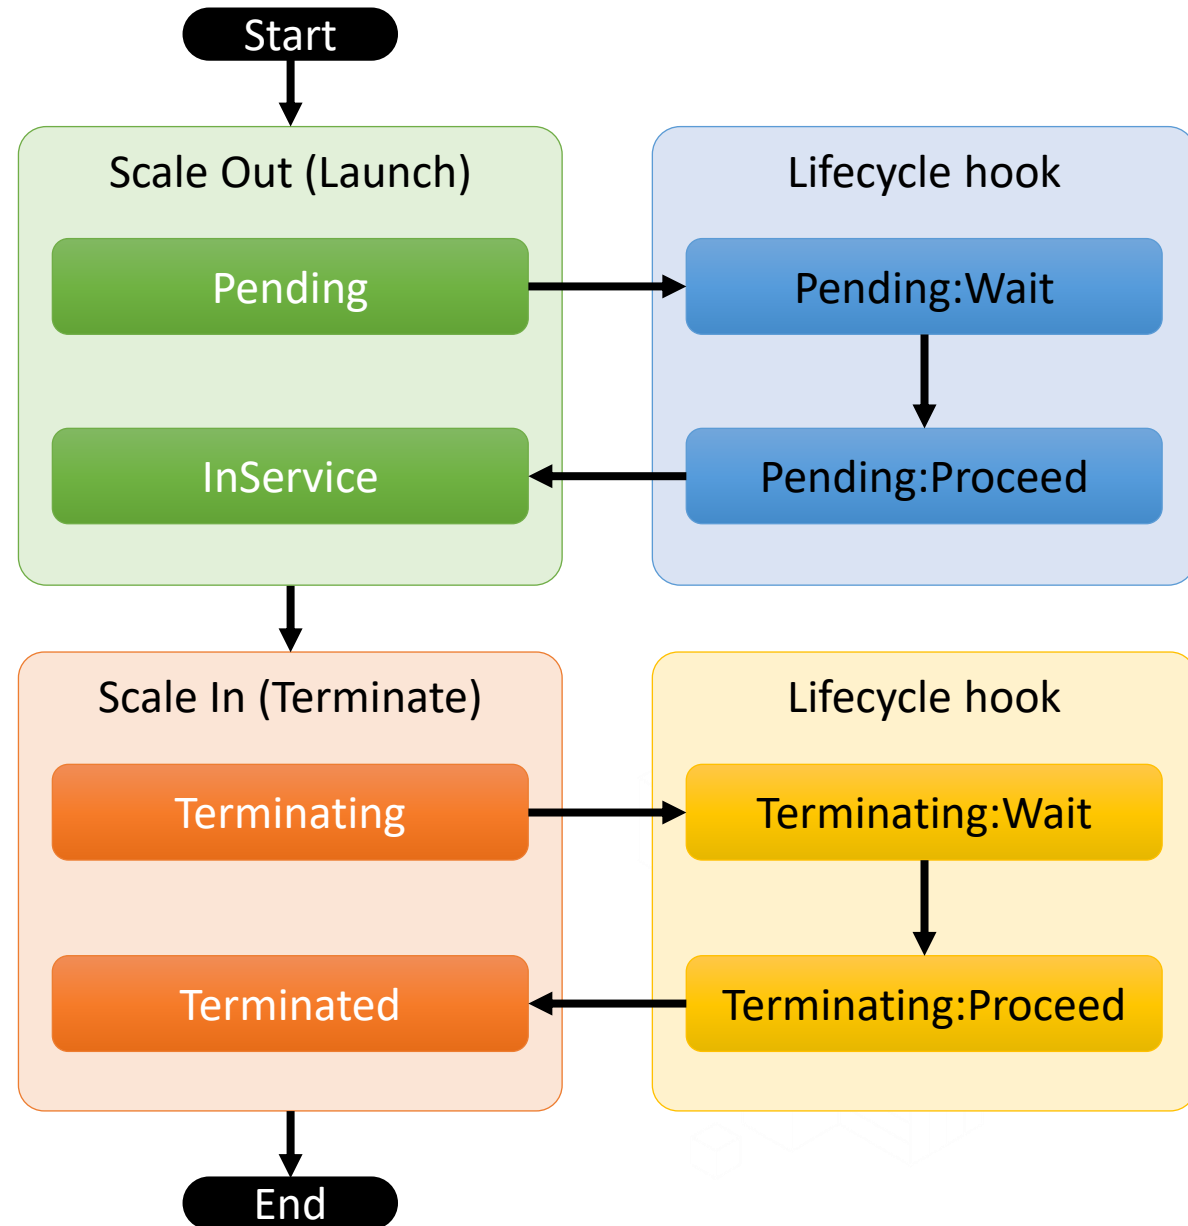 Start
Scale Out (Launch)
Pending
InService
Lifecycle hook
Pending:Wait
Pending:Proceed
Scale In (Terminate)
Terminating
Terminated
Lifecycle hook
Terminating:Wait
Terminating:Proceed
End